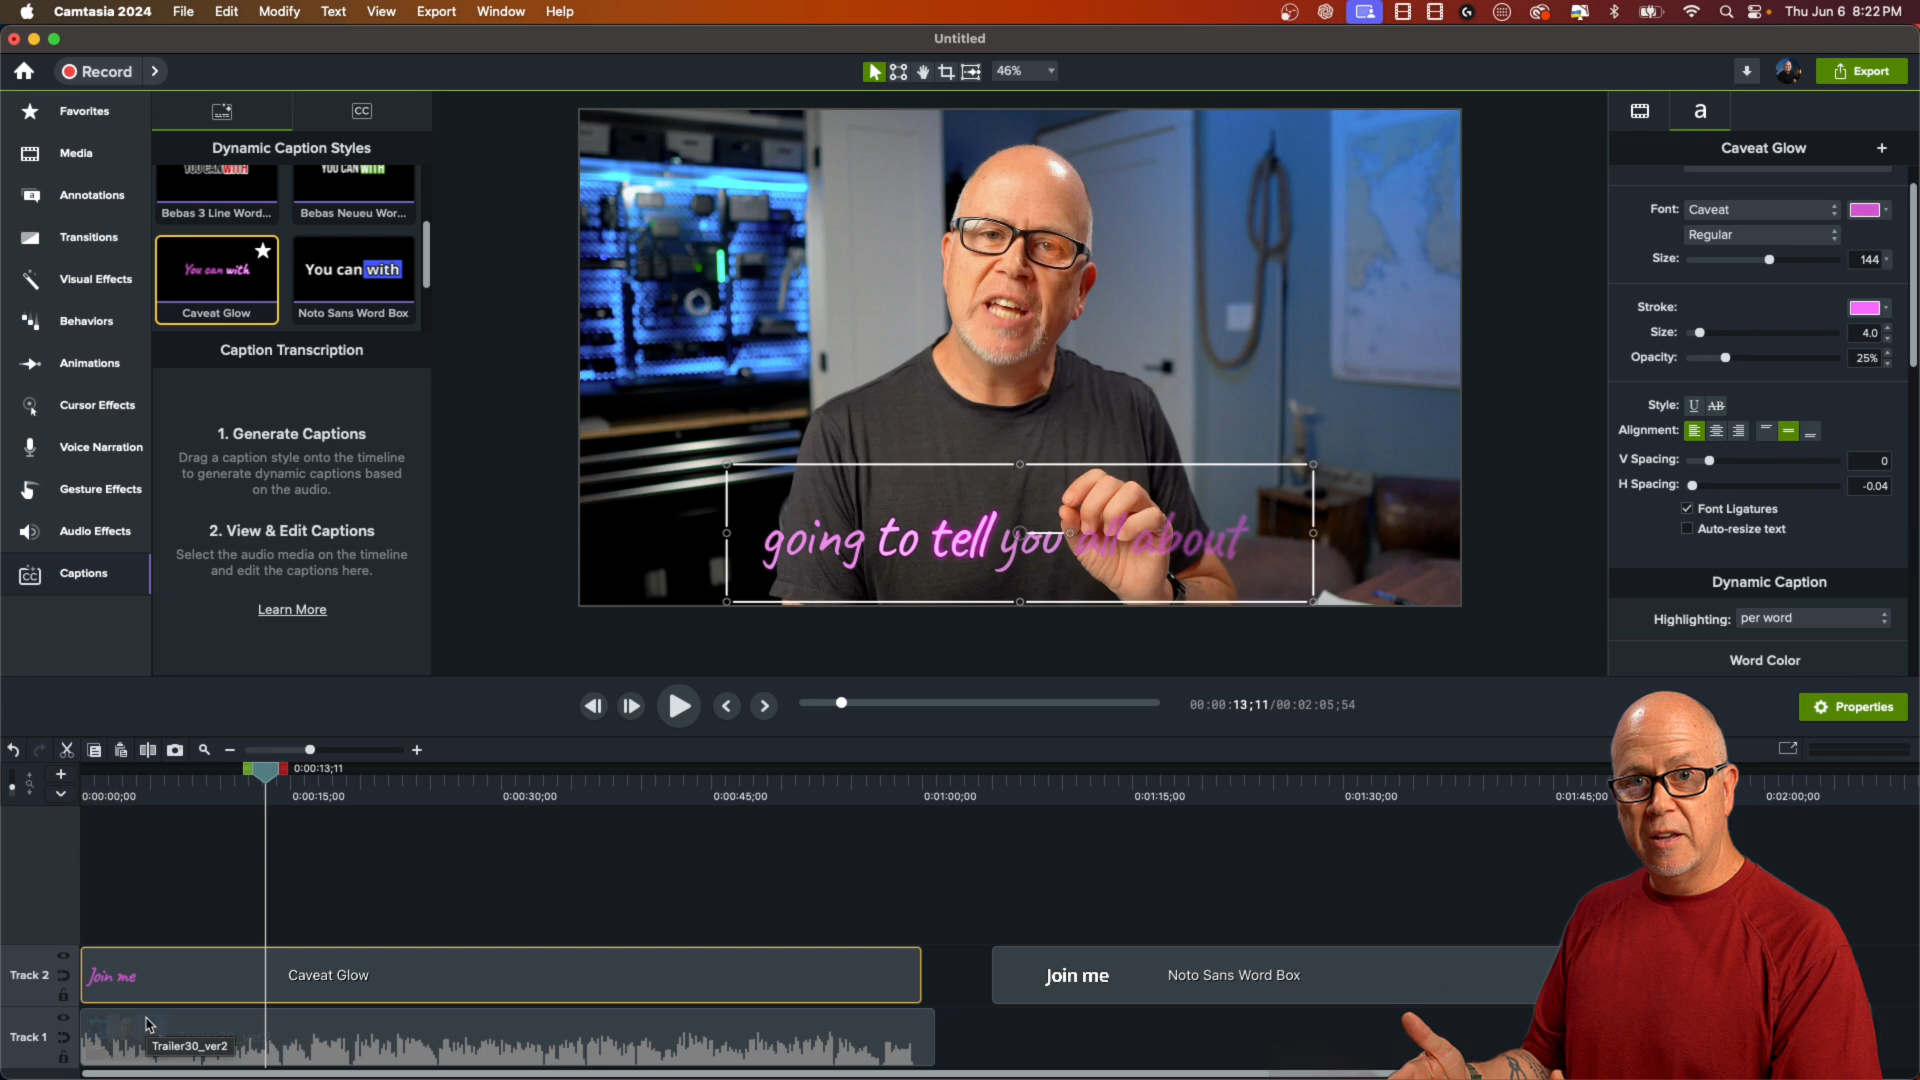 Camtasia 2024 File Edit Modify Text View Export Window Help
Thu Jun 6 8:22 PM
Untitled
Record
46%
Export
Favorites
Media
Annotations
Transitions
Visual Effects
Behaviors
Animations
Cursor Effects
Voice Narration
Gesture Effects
Audio Effects
CC Captions
CC
Dynamic Caption Styles
YOU CAN WITH
Bebas 3 Line Word...
YOU CAN WITH
Bebas Neueu Wor...
You can with
Caveat Glow
You can with
Noto Sans Word Box
Caption Transcription
1. Generate Captions
Drag a caption style onto the timeline
to generate dynamic captions based
on the audio.
2. View & Edit Captions
Select the audio media on the timeline
and edit the captions here.
Learn More
going to tell you all about
a
Caveat Glow
+
Font: Caveat
Regular
Size: 144
Stroke:
Size: 4.0
Opacity: 25%
Style: U AB
Alignment:
V Spacing: 0
H Spacing: -0.04
Font Ligatures
Auto-resize text
Dynamic Caption
Highlighting: per word
Word Color
00:00:13;11/00:02:05;54
Properties
0:00:13;11
0:00:00;00 0:00:15;00 0:00:30;00 0:00:45;00 0:01:00;00 0:01:15;00 0:01:30;00 0:01:45;00 0:02:00;00
Track 2
Join me Caveat Glow
Join me Noto Sans Word Box
Track 1
Trailer30_ver2